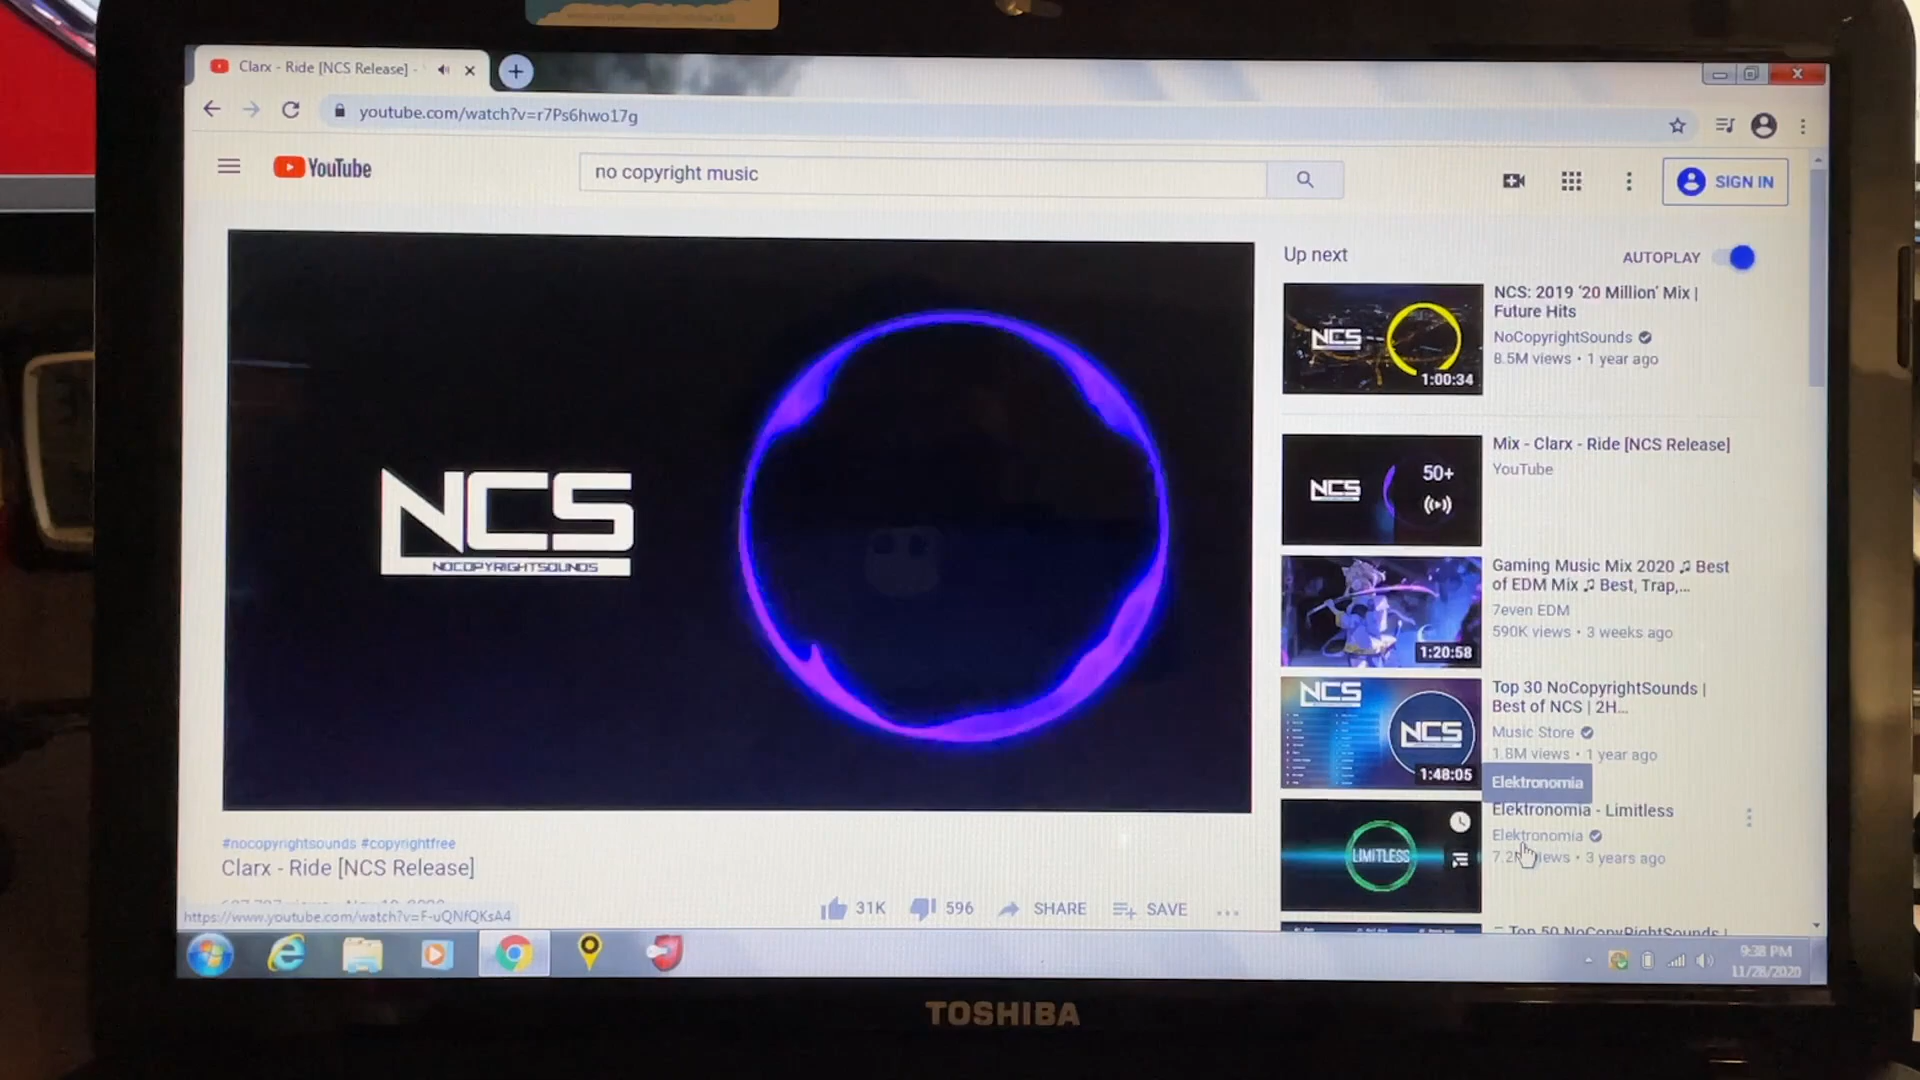 Clarx - Ride [NCS Release] -
youtube.com/watch?v=r7Ps6hwo17g
YouTube
no copyright music
SIGN IN
NCS
NOCOPYRIGHTSOUNDS
Up next
AUTOPLAY
NCS
1:00:34
NCS: 2019 '20 Million' Mix |
Future Hits
NoCopyrightSounds
8.5M views • 1 year ago
NCS
50+
Mix - Clarx - Ride [NCS Release]
YouTube
1:20:58
Gaming Music Mix 2020 ♫ Best
of EDM Mix ♫ Best, Trap,...
7even EDM
590K views • 3 weeks ago
NCS
NCS
1:48:05
Top 30 NoCopyrightSounds |
Best of NCS | 2H...
Music Store
1.8M views • 1 year ago
Elektronomia
LIMITLESS
Elektronomia - Limitless
Elektronomia
views • 3 years ago
Top 50 NoCopyRightSounds |
#nocopyrightsounds #copyrightfree
Clarx - Ride [NCS Release]
31K
596
SHARE
SAVE
https://www.youtube.com/watch?v=F-uQNfQKsA4
9:38 PM
11/28/2020
TOSHIBA